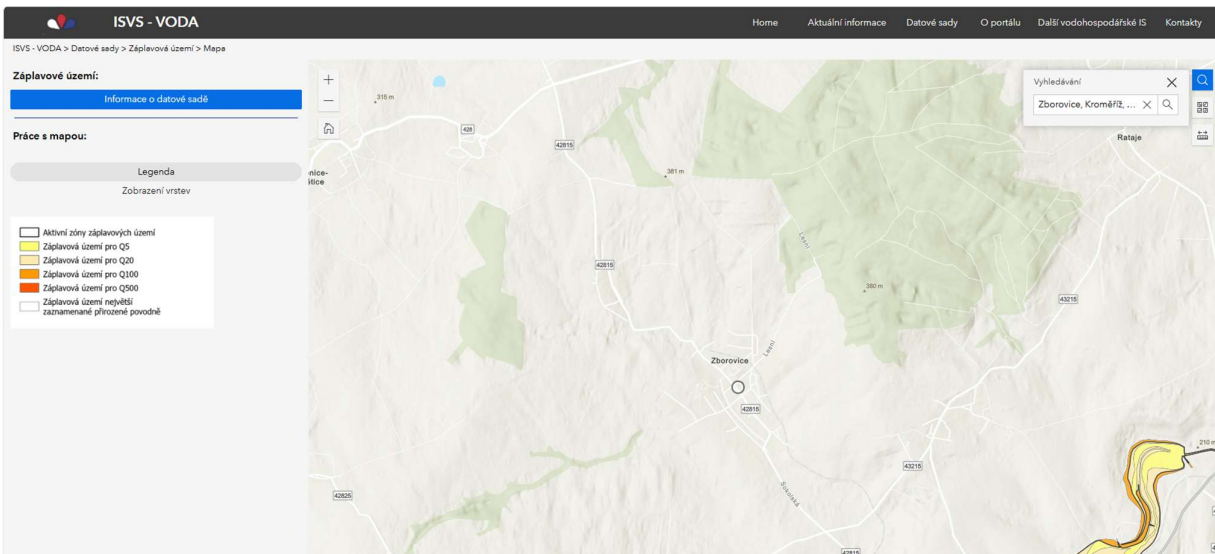 ISVS - VODA
Home Aktuální informace Datové sady O portálu Další vodohospodářské IS Kontakty
ISVS - VODA > Datové sady > Záplavová území > Mapa
Záplavové území:
Informace o datové sadě
Práce s mapou:
Legenda
Zobrazení vrstev
Aktivní zóny záplavových území
Záplavová území pro Q5
Záplavová území pro Q20
Záplavová území pro Q100
Záplavová území pro Q500
Záplavová území největší
zaznamenané přirozené povodně
+
−
Vyhledávání
Zborovice, Kroměříž, ...
315 m
428
42815
Rataje
381 m
Lesní
42815
380 m
43215
Lesní
Zborovice
42815
210 m
43215
Sokolská
42825
42815